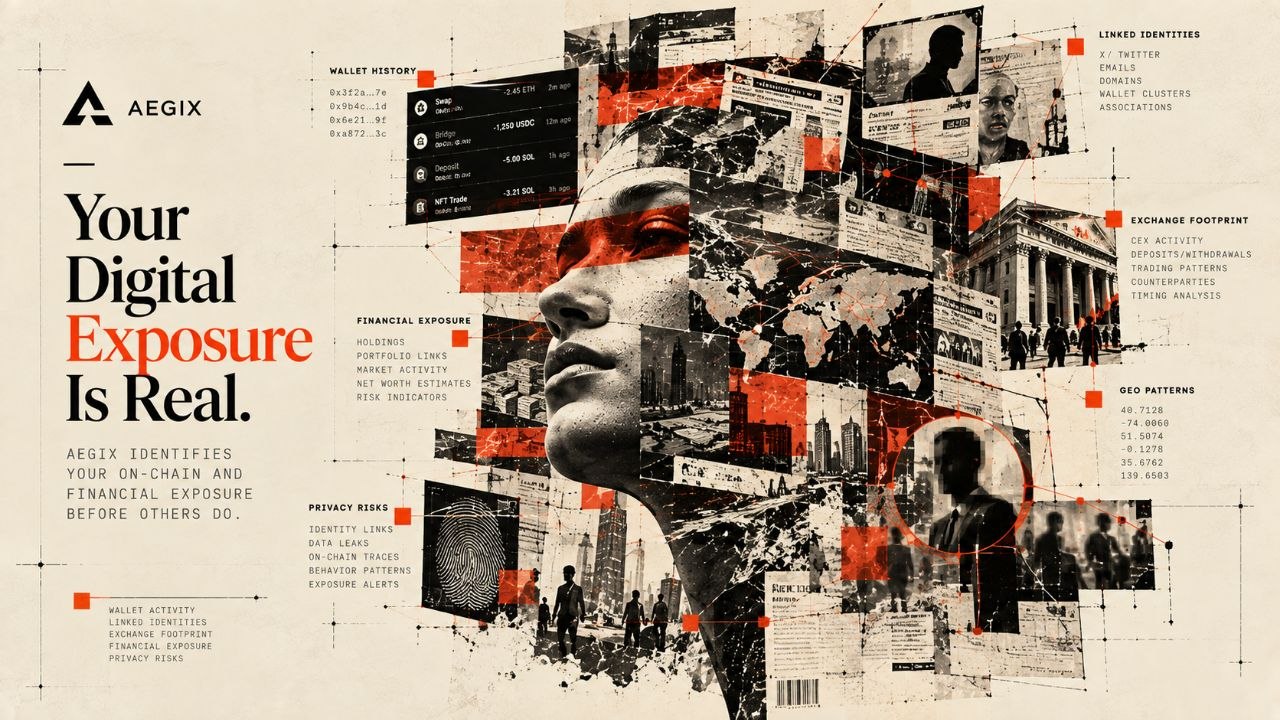 AEGIX
Your
Digital
Exposure
Is Real.
AEGIX IDENTIFIES
YOUR ON-CHAIN AND
FINANCIAL EXPOSURE
BEFORE OTHERS DO.
WALLET ACTIVITY
LINKED IDENTITIES
EXCHANGE FOOTPRINT
FINANCIAL EXPOSURE
PRIVACY RISKS
WALLET HISTORY
0x3f2a...7e
0x9b4c...1d
0x6e21...9f
0xa872...3c
Swap -2.45 ETH 2m ago
Bridge -1,250 USDC 12m ago
Deposit -5.00 SOL 1h ago
NFT Trade -3.21 SOL 3h ago
FINANCIAL EXPOSURE
HOLDINGS
PORTFOLIO LINKS
MARKET ACTIVITY
NET WORTH ESTIMATES
RISK INDICATORS
PRIVACY RISKS
IDENTITY LINKS
DATA LEAKS
ON-CHAIN TRACES
BEHAVIOR PATTERNS
EXPOSURE ALERTS
LINKED IDENTITIES
X/ TWITTER
EMAILS
DOMAINS
WALLET CLUSTERS
ASSOCIATIONS
EXCHANGE FOOTPRINT
CEX ACTIVITY
DEPOSITS/WITHDRAWALS
TRADING PATTERNS
COUNTERPARTIES
TIMING ANALYSIS
GEO PATTERNS
40.7128
-74.0060
51.5074
-0.1278
35.6762
139.6503